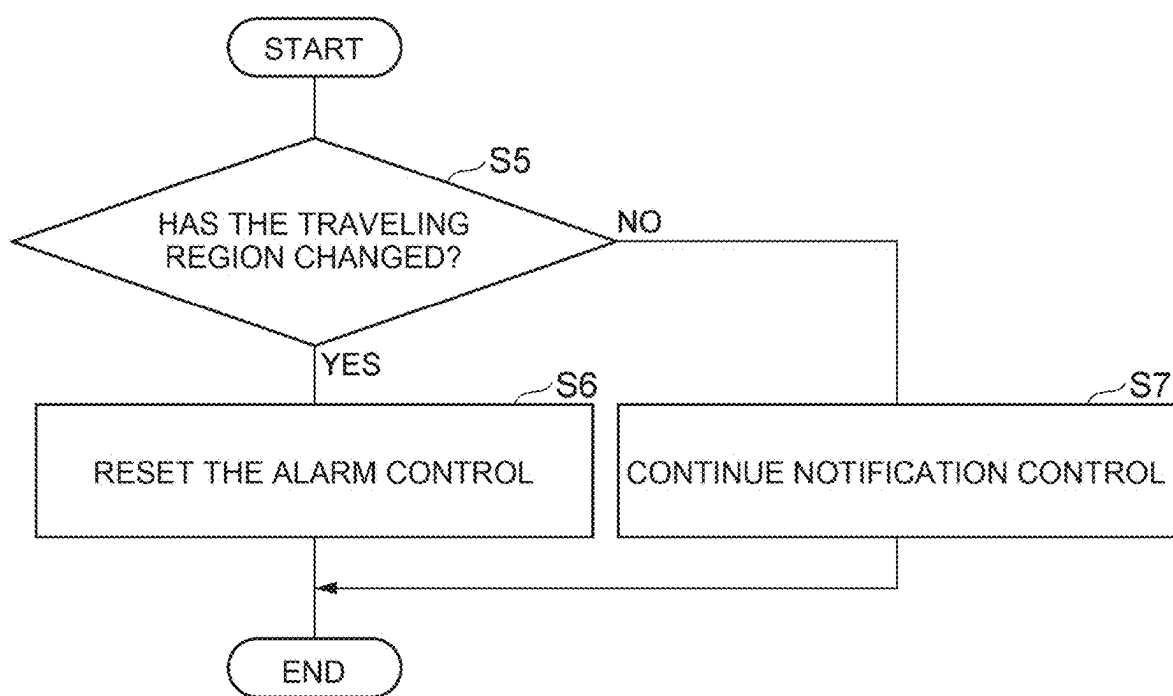 START
S5
HAS THE TRAVELING
REGION CHANGED?
NO
YES
S6
RESET THE ALARM CONTROL
S7
CONTINUE NOTIFICATION CONTROL
END